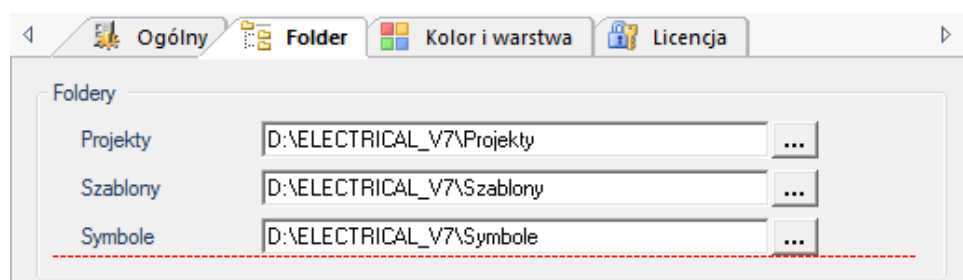 Ogólny Folder Kolor i warstwa Licencja
Foldery
Projekty D:\ELECTRICAL_V7\Projekty ...
Szablony D:\ELECTRICAL_V7\Szablony ...
Symbole D:\ELECTRICAL_V7\Symbole ...